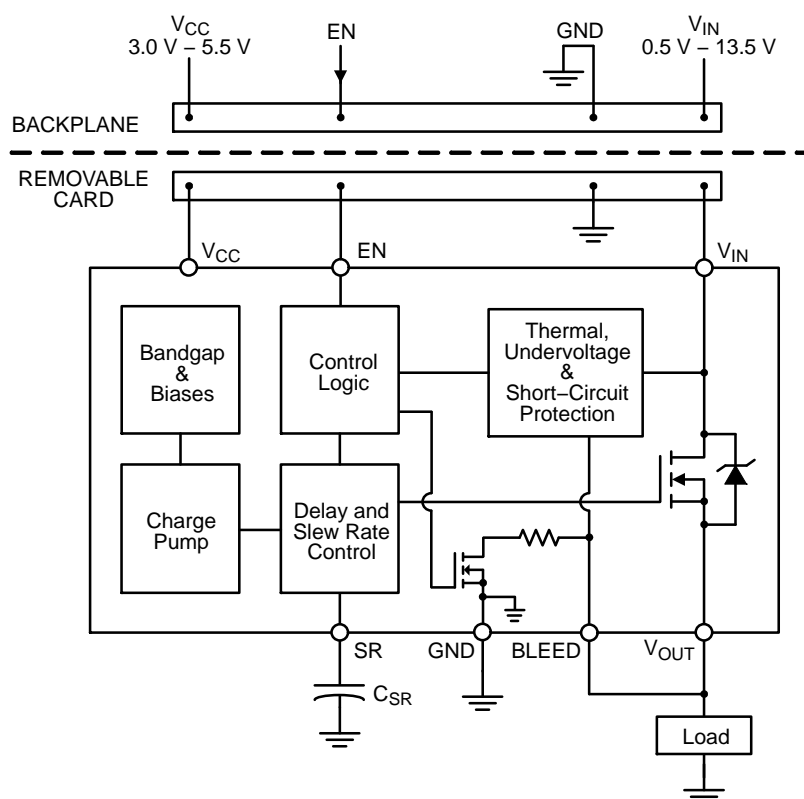 VCC
3.0 V – 5.5 V
EN
GND
VIN
0.5 V – 13.5 V
BACKPLANE
REMOVABLE
CARD
VCC
EN
VIN
Bandgap
&
Biases
Control
Logic
Thermal,
Undervoltage
&
Short–Circuit
Protection
Charge
Pump
Delay and
Slew Rate
Control
SR
GND
BLEED
VOUT
CSR
Load